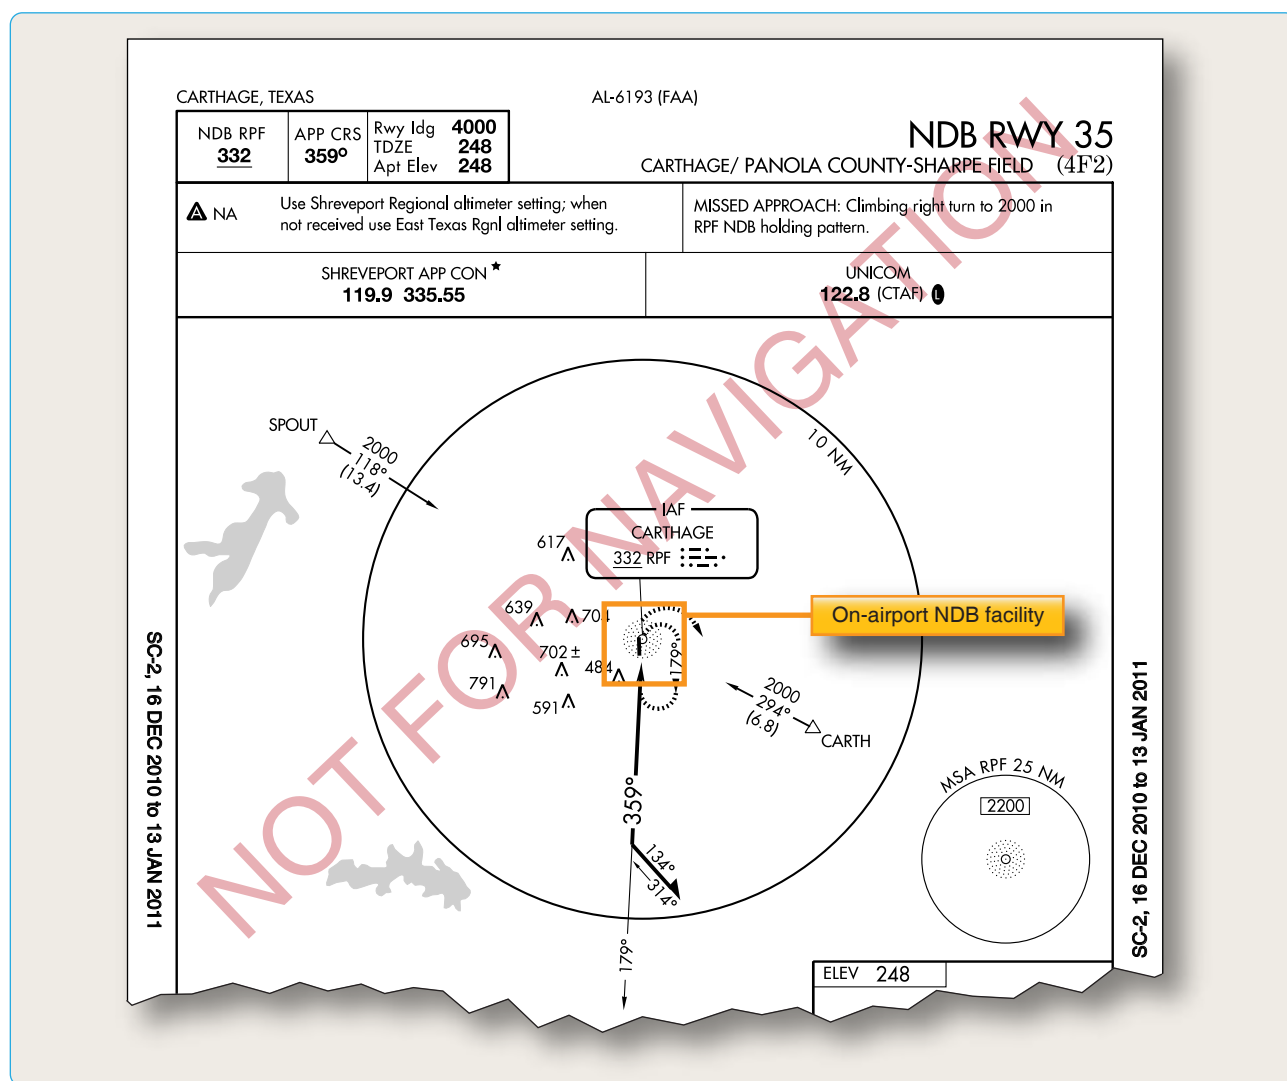 CARTHAGE, TEXAS
AL-6193 (FAA)
NDB RPF
332
APP CRS
359°
Rwy ldg 4000
TDZE 248
Apt Elev 248
NDB RWY 35
CARTHAGE/ PANOLA COUNTY-SHARPE FIELD (4F2)
A NA
Use Shreveport Regional altimeter setting; when
not received use East Texas Rgnl altimeter setting.
MISSED APPROACH: Climbing right turn to 2000 in
RPF NDB holding pattern.
SHREVEPORT APP CON ★
119.9 335.55
UNICOM
122.8 (CTAF) L
NOT FOR NAVIGATION
SPOUT
2000
118°
(13.4)
10 NM
IAF
CARTHAGE
332 RPF
617
639
704
695
702 ±
484
791
591
179°
On-airport NDB facility
2000
294°
(6.8)
CARTH
359°
134°
314°
179°
MSA RPF 25 NM
2200
ELEV 248
SC-2, 16 DEC 2010 to 13 JAN 2011
SC-2, 16 DEC 2010 to 13 JAN 2011